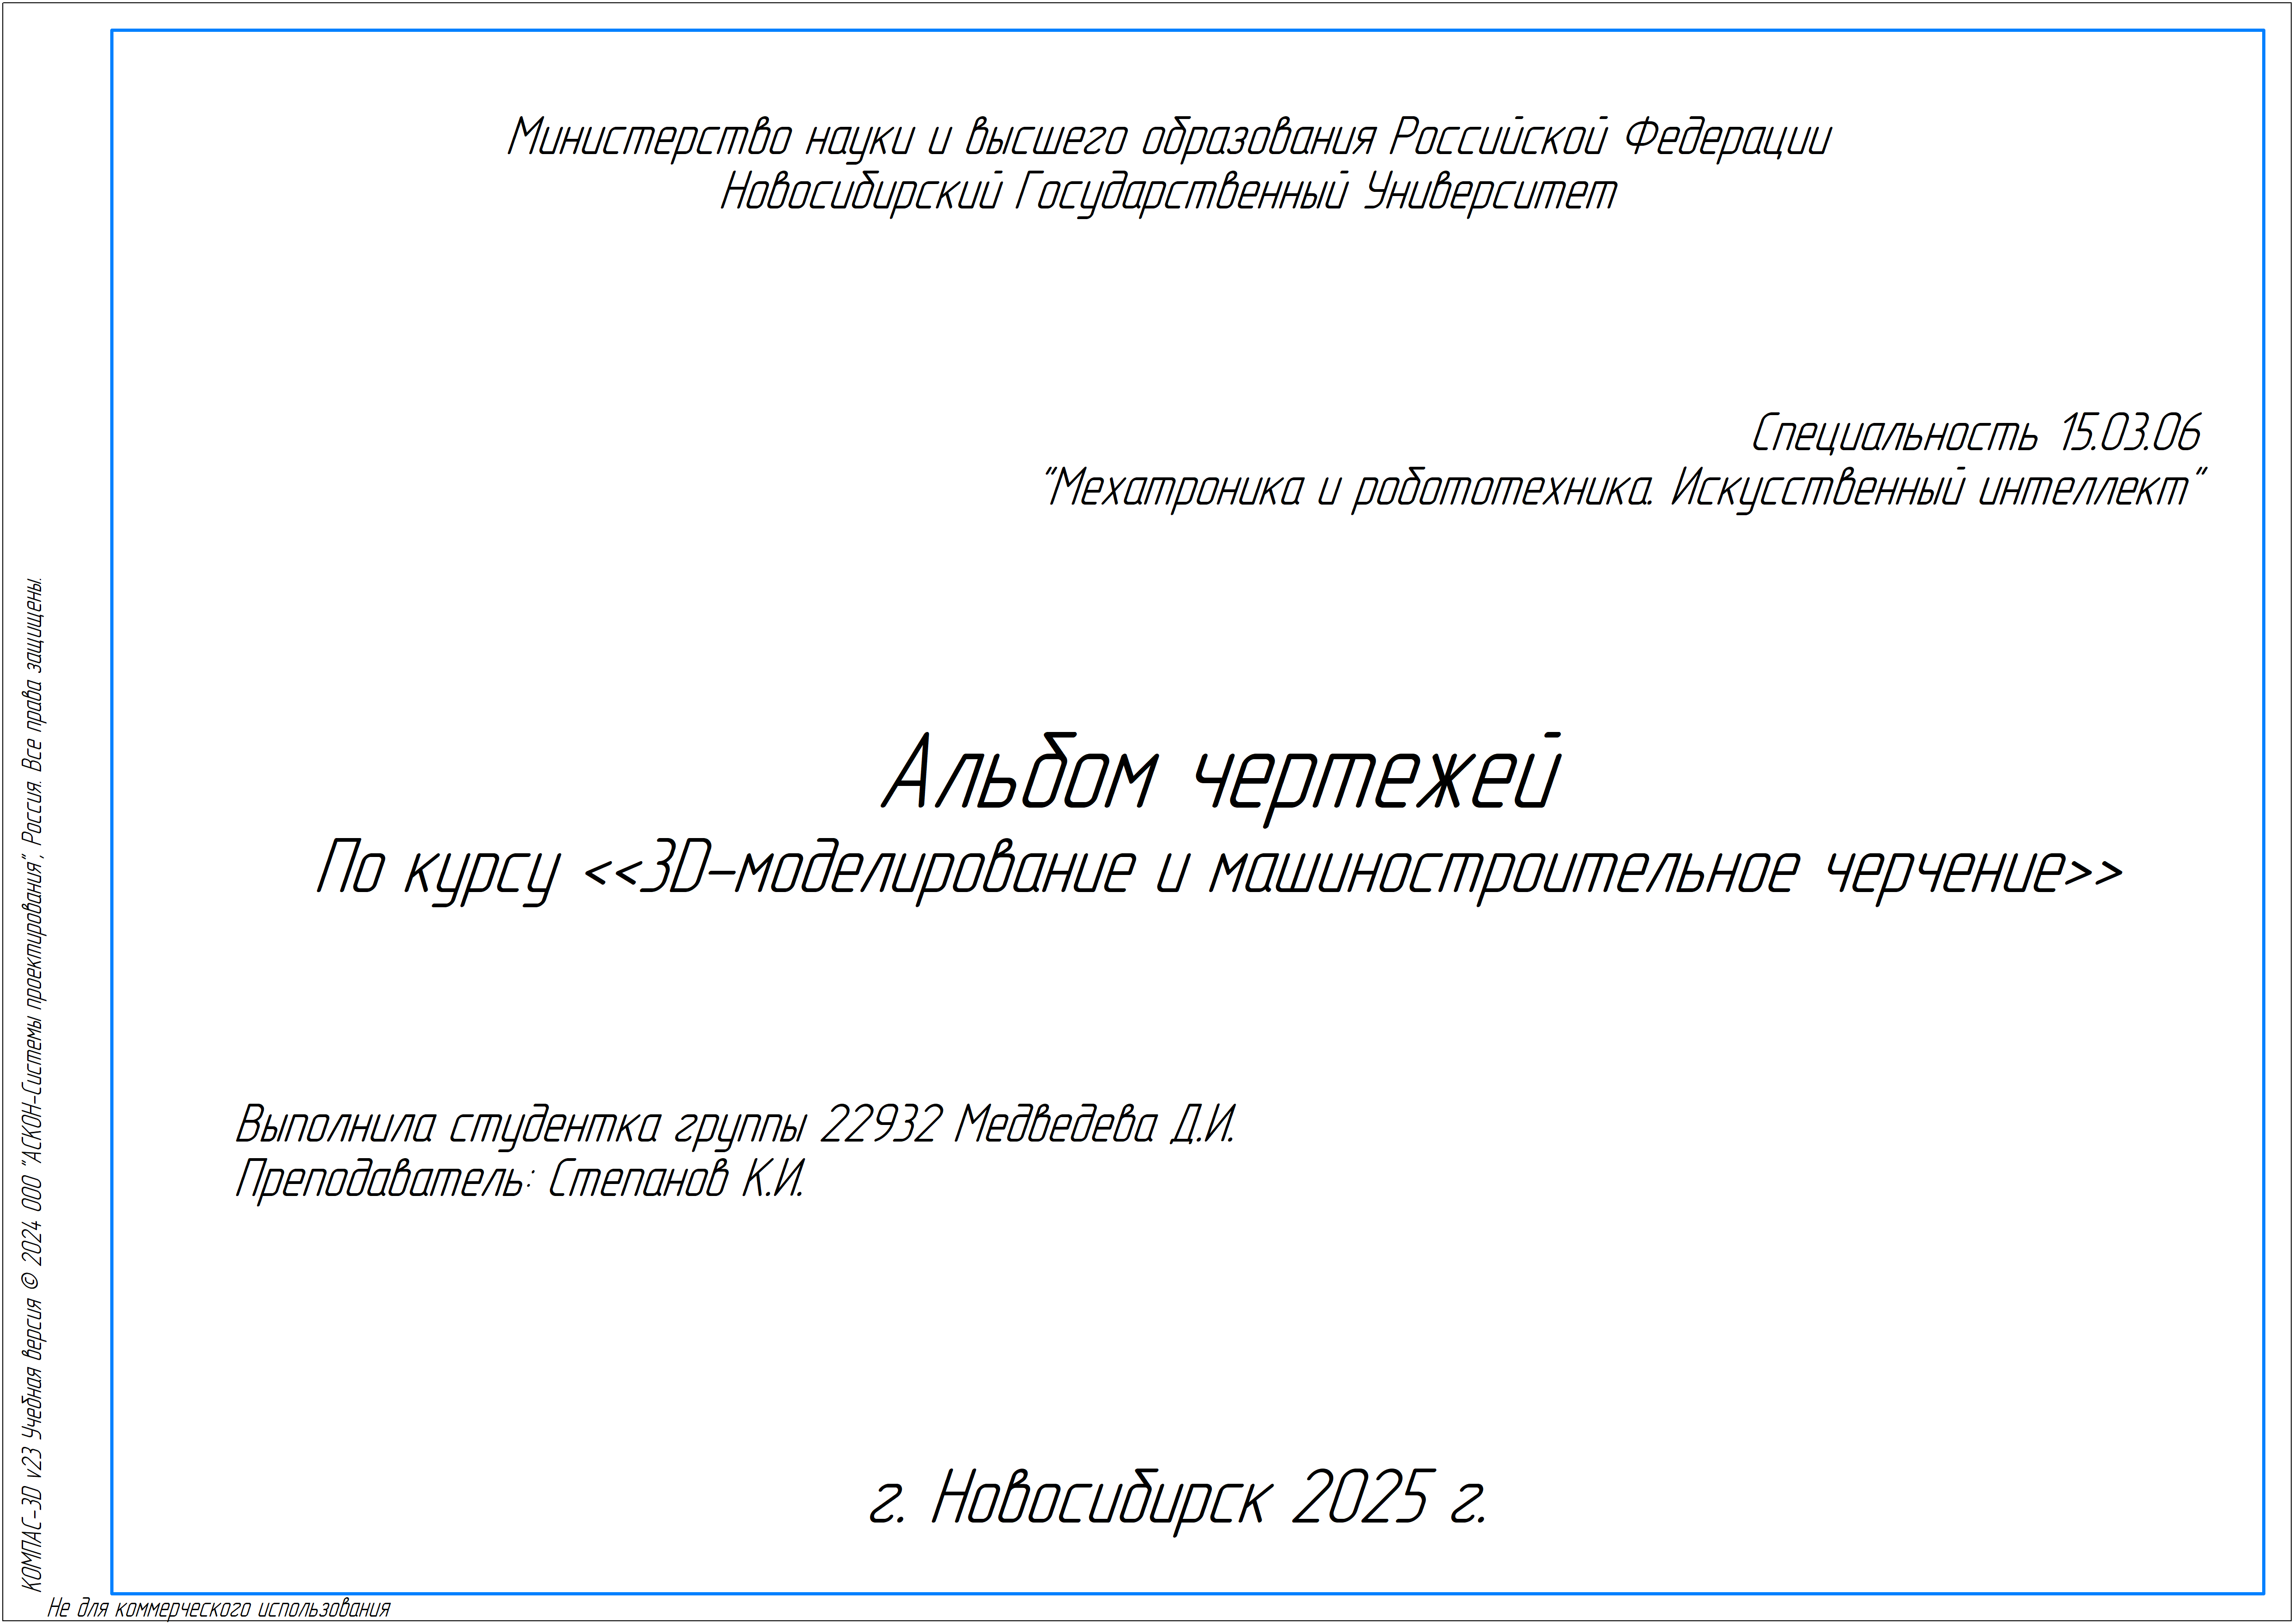 Министерство науки и высшего образования Российской Федерации
Новосибирский Государственный Университет
Специальность 15.03.06
"Мехатроника и робототехника. Искусственный интеллект"
Альбом чертежей
По курсу <<3D-моделирование и машиностроительное черчение>>
Выполнила студентка группы 22932 Медведева Д.И.
Преподаватель: Степанов К.И.
г. Новосибирск 2025 г.
КОМПАС-3D v23 Учебная версия © 2024 ООО "АСКОН-Системы проектирования", Россия. Все права защищены.
Не для коммерческого использования